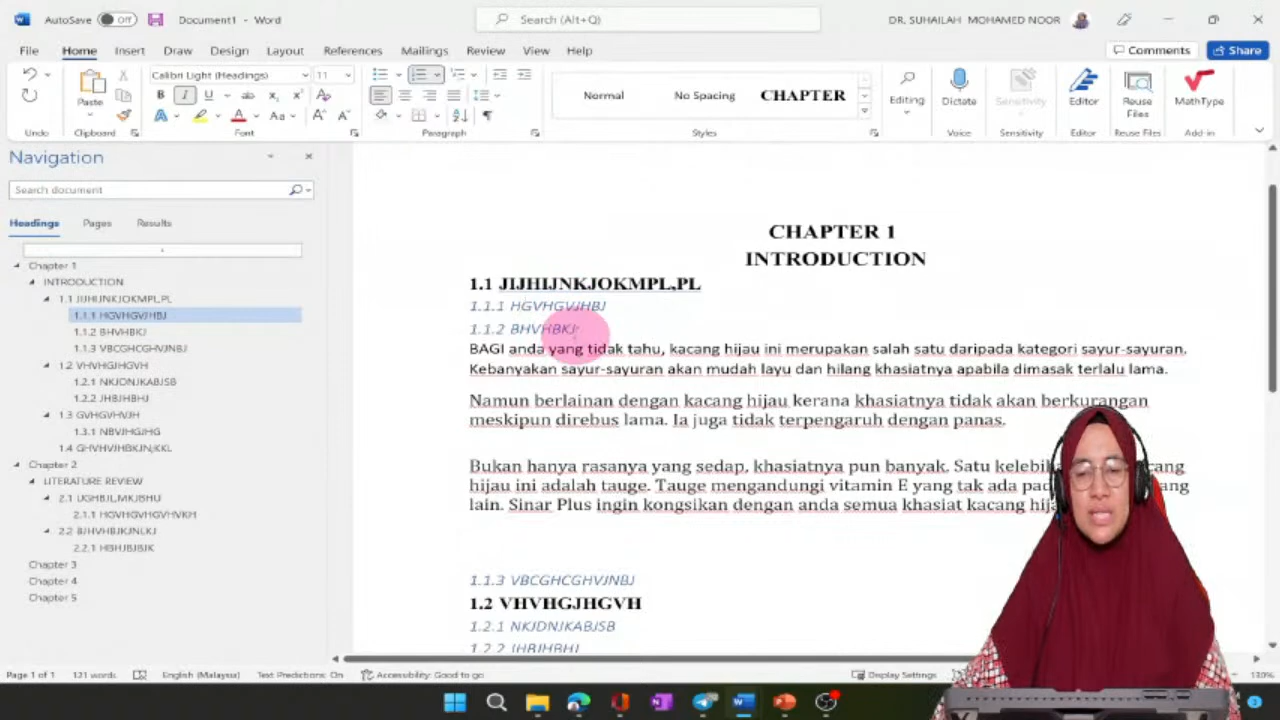 AutoSave Off Document1 - Word Search (Alt+Q) DR. SUHAILAH MOHAMED NOOR
File Home Insert Draw Design Layout References Mailings Review View Help Comments Share
Calibri Light (Headings) 11
Paste
Normal No Spacing CHAPTER
Editing Dictate Sensitivity Editor Reuse Files MathType
Undo Clipboard Font Paragraph Styles Voice Sensitivity Editor Reuse Files Add-in
Navigation
Search document
Headings Pages Results
Chapter 1
INTRODUCTION
1.1 JIJHIJNKJOKMPL,PL
1.1.1 HGVHGVJHBJ
1.1.2 BHVHBKJ
1.1.3 VBCGHCGHVJNBJ
1.2 VHVHGJHGVH
1.2.1 NKJDNJKABJSB
1.2.2 JHBJHBHJ
1.3 GVHGVHVJH
1.3.1 NBVJHGJHG
1.4 GHVHVJHBKJN,KKL
Chapter 2
LITERATURE REVIEW
2.1 UGHBJL,MKJBHU
2.1.1 HGVHGVHGVHVKH
2.2 BJHVHBJKJNLKJ
2.2.1 HBHJBJBJK
Chapter 3
Chapter 4
Chapter 5
CHAPTER 1
INTRODUCTION
1.1 JIJHIJNKJOKMPL,PL
1.1.1 HGVHGVJHBJ
1.1.2 BHVHBKJ
BAGI anda yang tidak tahu, kacang hijau ini merupakan salah satu daripada kategori sayur-sayuran.
Kebanyakan sayur-sayuran akan mudah layu dan hilang khasiatnya apabila dimasak terlalu lama.
Namun berlainan dengan kacang hijau kerana khasiatnya tidak akan berkurangan
meskipun direbus lama. Ia juga tidak terpengaruh dengan panas.
Bukan hanya rasanya yang sedap, khasiatnya pun banyak. Satu
hijau ini adalah tauge. Tauge mengandungi vitamin E yang tak ada
lain. Sinar Plus ingin kongsikan dengan anda semua khasiat kacang
1.1.3 VBCGHCGHVJNBJ
1.2 VHVHGJHGVH
1.2.1 NKJDNJKABJSB
1.2.2 JHBJHBHJ
Page 1 of 1 131 words English (Malaysia) Text Predictions: On Accessibility: Good to go Display Settings 130%